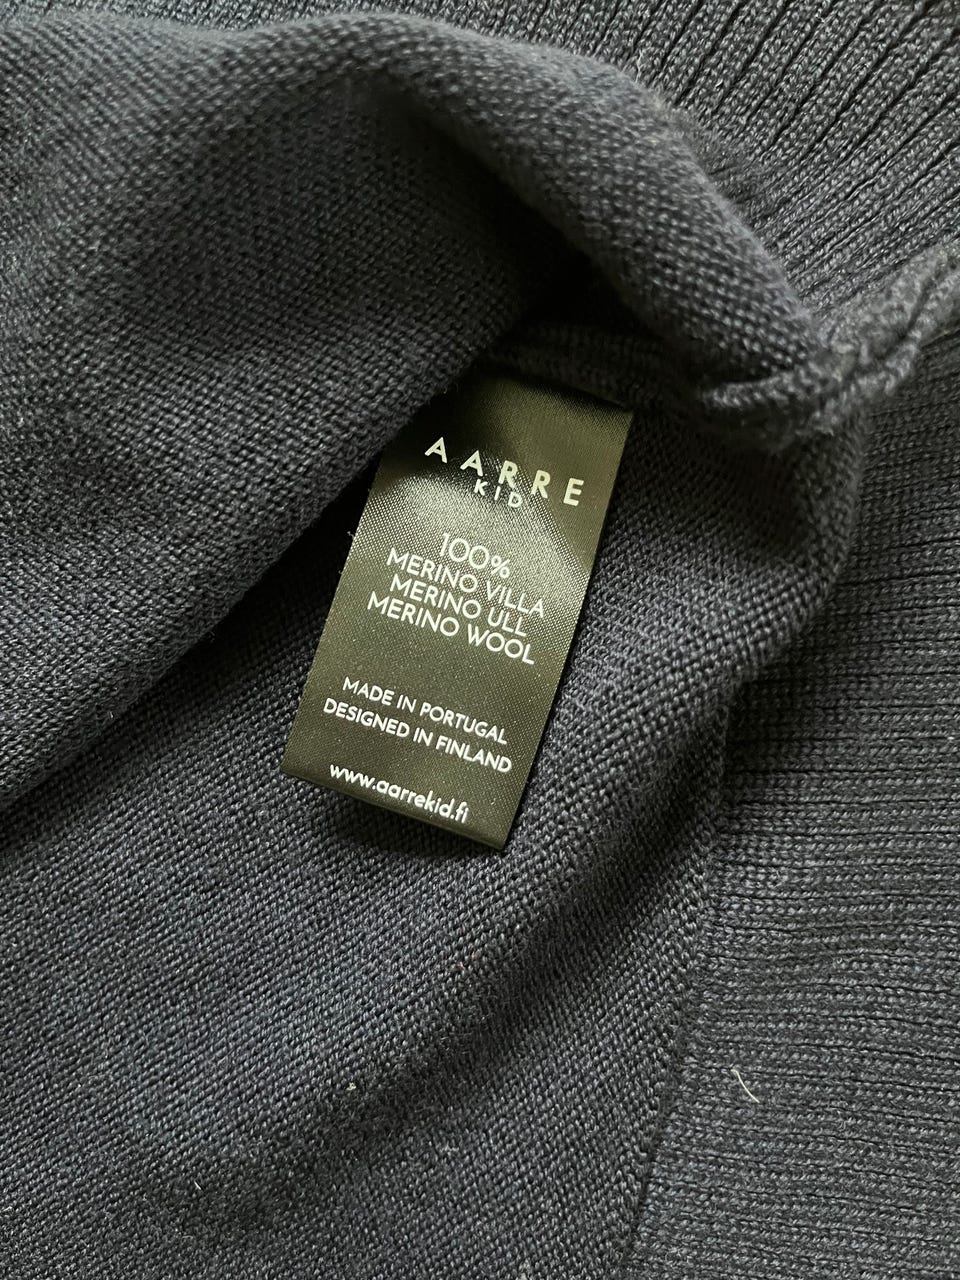 AARRE
KID
100%
MERINO VILLA
MERINO ULL
MERINO WOOL
MADE IN PORTUGAL
DESIGNED IN FINLAND
www.aarrekid.fi